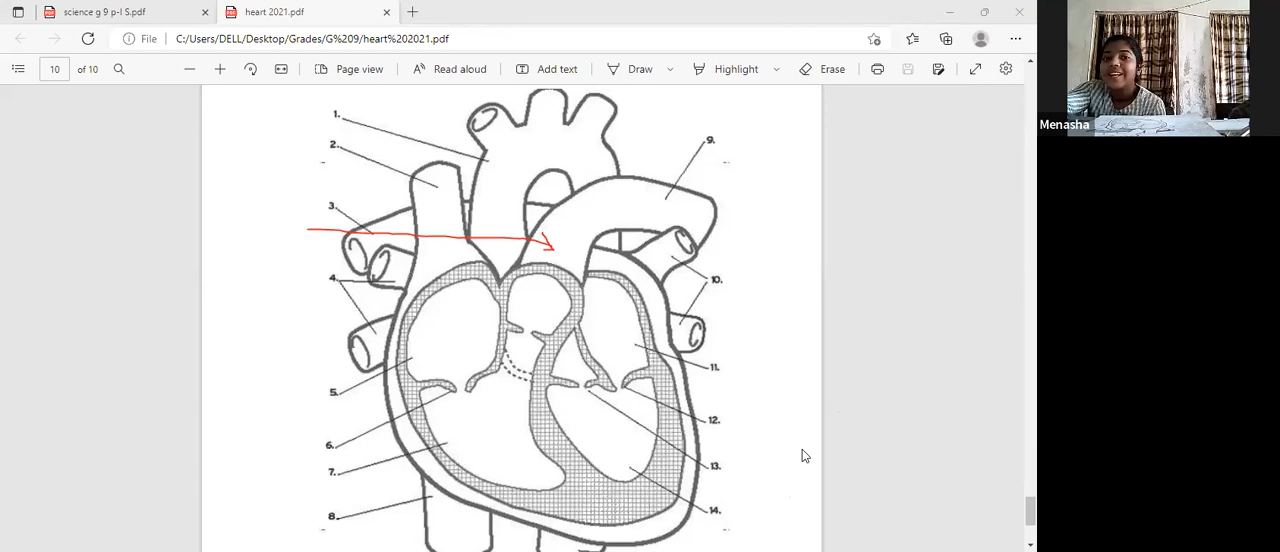 science g 9 p-I S.pdf
heart 2021.pdf
File
C:/Users/DELL/Desktop/Grades/G%209/heart%202021.pdf
10 of 10
Page view
Read aloud
Add text
Draw
Highlight
Erase
Menasha
1.
2.
3.
4.
5.
6.
7.
8.
9.
10.
11.
12.
13.
14.